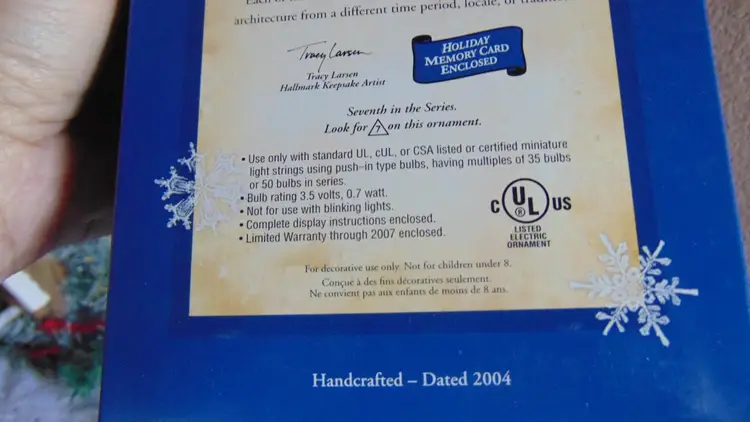 architecture from a different time period, locale, or
Tracy Larsen
Tracy Larsen
Hallmark Keepsake Artist
HOLIDAY
MEMORY CARD
ENCLOSED
Seventh in the Series.
Look for 7 on this ornament.
• Use only with standard UL, cUL, or CSA listed or certified miniature
light strings using push-in type bulbs, having multiples of 35 bulbs
or 50 bulbs in series.
• Bulb rating 3.5 volts, 0.7 watt.
• Not for use with blinking lights.
• Complete display instructions enclosed.
• Limited Warranty through 2007 enclosed.
C UL® US
LISTED
ELECTRIC
ORNAMENT
For decorative use only. Not for children under 8.
Conçue à des fins décoratives seulement.
Ne convient pas aux enfants de moins de 8 ans.
Handcrafted – Dated 2004